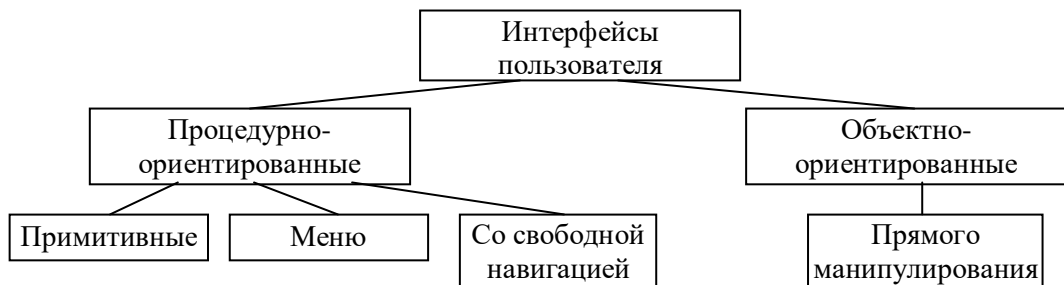 Интерфейсы
пользователя
Процедурно-
ориентированные
Объектно-
ориентированные
Примитивные
Меню
Со свободной
навигацией
Прямого
манипулирования